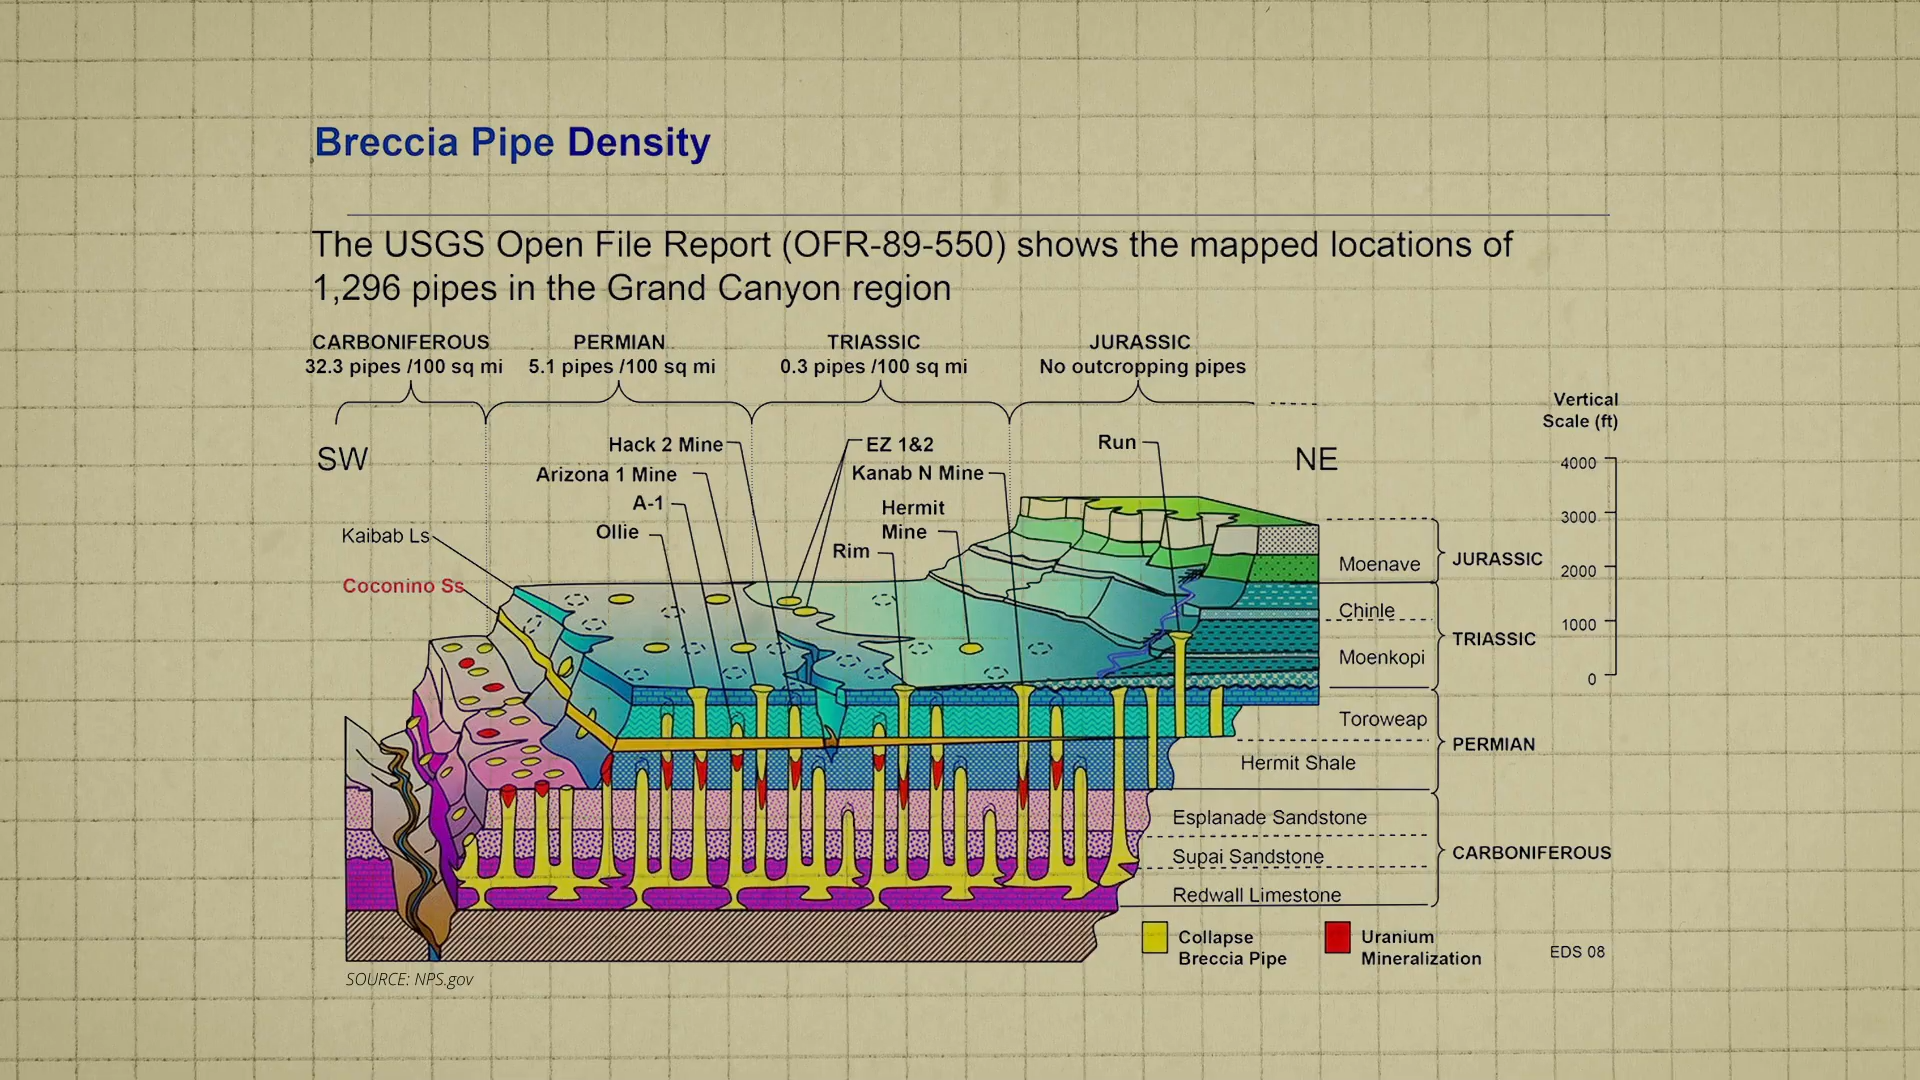 Breccia Pipe Density
The USGS Open File Report (OFR-89-550) shows the mapped locations of
1,296 pipes in the Grand Canyon region
CARBONIFEROUS
32.3 pipes /100 sq mi
PERMIAN
5.1 pipes /100 sq mi
TRIASSIC
0.3 pipes /100 sq mi
JURASSIC
No outcropping pipes
Vertical
Scale (ft)
SW
NE
Hack 2 Mine
Arizona 1 Mine
A-1
Ollie
EZ 1&2
Kanab N Mine
Hermit
Mine
Rim
Run
Kaibab Ls
Coconino Ss
4000
3000
2000
1000
0
Moenave
JURASSIC
Chinle
Moenkopi
TRIASSIC
Toroweap
Hermit Shale
PERMIAN
Esplanade Sandstone
Supai Sandstone
Redwall Limestone
CARBONIFEROUS
Collapse
Breccia Pipe
Uranium
Mineralization
EDS 08
SOURCE: NPS.gov